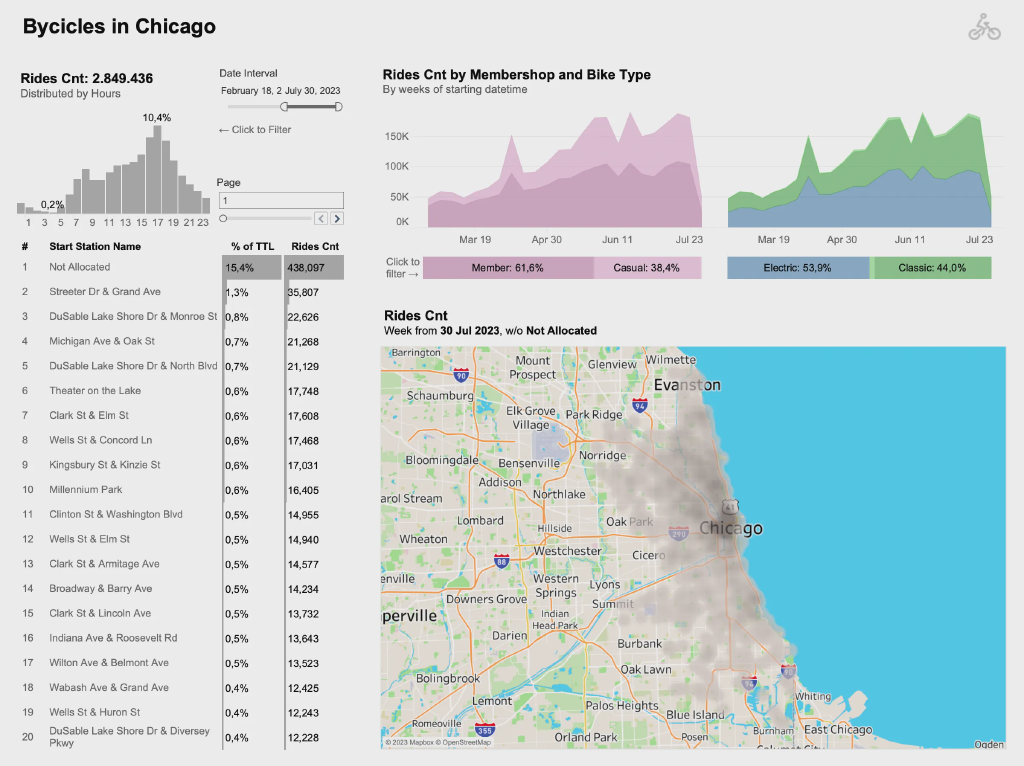 Bycicles in Chicago
Rides Cnt: 2.849.436
Distributed by Hours
10,4%
0,2%
1 3 5 7 9 11 13 15 17 19 21 23
Date Interval
February 18, 2 July 30, 2023
← Click to Filter
Page
1
# Start Station Name % of TTL Rides Cnt
1 Not Allocated 15,4% 438,097
2 Streeter Dr & Grand Ave 1,3% 35,807
3 DuSable Lake Shore Dr & Monroe St 0,8% 22,626
4 Michigan Ave & Oak St 0,7% 21,268
5 DuSable Lake Shore Dr & North Blvd 0,7% 21,129
6 Theater on the Lake 0,6% 17,748
7 Clark St & Elm St 0,6% 17,608
8 Wells St & Concord Ln 0,6% 17,468
9 Kingsbury St & Kinzie St 0,6% 17,031
10 Millennium Park 0,6% 16,405
11 Clinton St & Washington Blvd 0,5% 14,955
12 Wells St & Elm St 0,5% 14,940
13 Clark St & Armitage Ave 0,5% 14,577
14 Broadway & Barry Ave 0,5% 14,234
15 Clark St & Lincoln Ave 0,5% 13,732
16 Indiana Ave & Roosevelt Rd 0,5% 13,643
17 Wilton Ave & Belmont Ave 0,5% 13,523
18 Wabash Ave & Grand Ave 0,4% 12,425
19 Wells St & Huron St 0,4% 12,243
20 DuSable Lake Shore Dr & Diversey
Pkwy 0,4% 12,228
Rides Cnt by Membershop and Bike Type
By weeks of starting datetime
150K
100K
50K
0K
Mar 19 Apr 30 Jun 11 Jul 23
Mar 19 Apr 30 Jun 11 Jul 23
Click to
filter →
Member: 61,6% Casual: 38,4%
Electric: 53,9% Classic: 44,0%
Rides Cnt
Week from 30 Jul 2023, w/o Not Allocated
Barrington
Mount
Prospect
Glenview
Wilmette
90
Evanston
Schaumburg
94
Elk Grove
Village
Park Ridge
Norridge
Bloomingdale
Bensenville
Addison
Northlake
arol Stream
41
Lombard
Hillside
Oak Park
290
Chicago
Wheaton
Westchester
Cicero
88
enville
Western
Springs
Lyons
Downers Grove
Summit
perville
Indian
Head Park
Darien
Burbank
Oak Lawn
90
94
Bolingbrook
Lemont
Palos Heights
Whiting
Blue Island
Romeoville
355
Orland Park
Posen
Burnham
East Chicago
Calumet City
Ogden
© 2023 Mapbox © OpenStreetMap